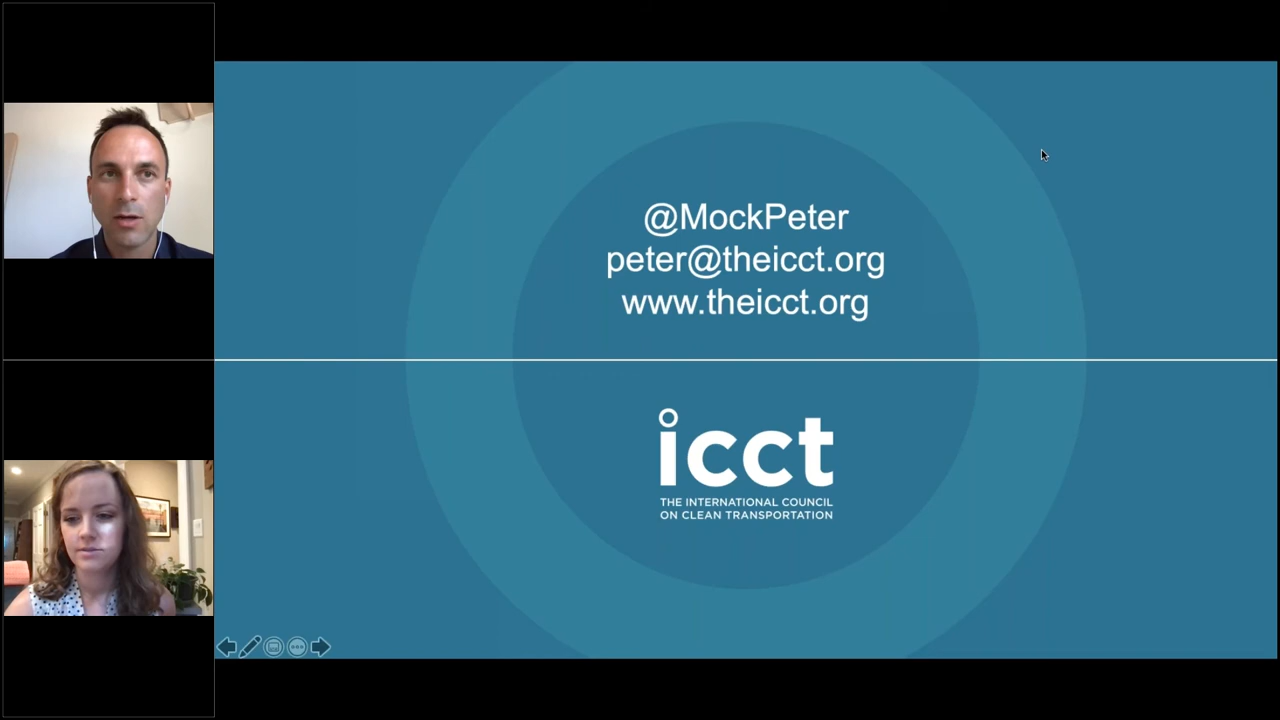 @MockPeter
peter@theicct.org
www.theicct.org
icct
THE INTERNATIONAL COUNCIL
ON CLEAN TRANSPORTATION